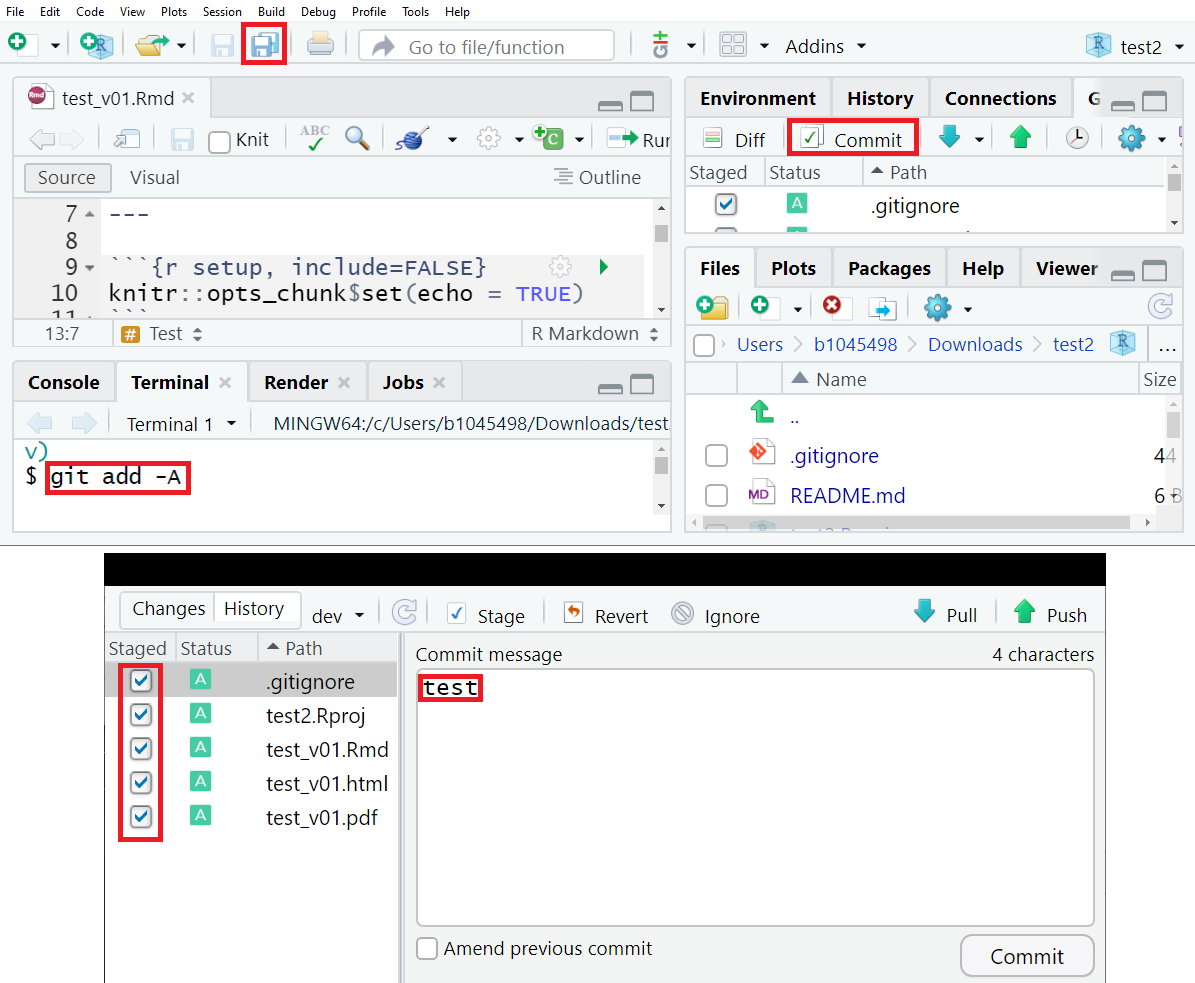 File Edit Code View Plots Session Build Debug Profile Tools Help
Go to file/function Addins test2
test_v01.Rmd
Knit ABC Run
Source Visual Outline
7 ---
8
9 ```{r setup, include=FALSE}
10 knitr::opts_chunk$set(echo = TRUE)
11 ```
13:7 # Test R Markdown
Console Terminal Render Jobs
Terminal 1 MINGW64:/c/Users/b1045498/Downloads/test
v)
$ git add -A
Environment History Connections G
Diff Commit
Staged Status Path
A .gitignore
Files Plots Packages Help Viewer
Users b1045498 Downloads test2 R ...
Name Size
..
.gitignore 44
MD README.md 6 B
Changes History dev Stage Revert Ignore Pull Push
Staged Status Path
A .gitignore
A test2.Rproj
A test_v01.Rmd
A test_v01.html
A test_v01.pdf
Commit message 4 characters
test
Amend previous commit Commit